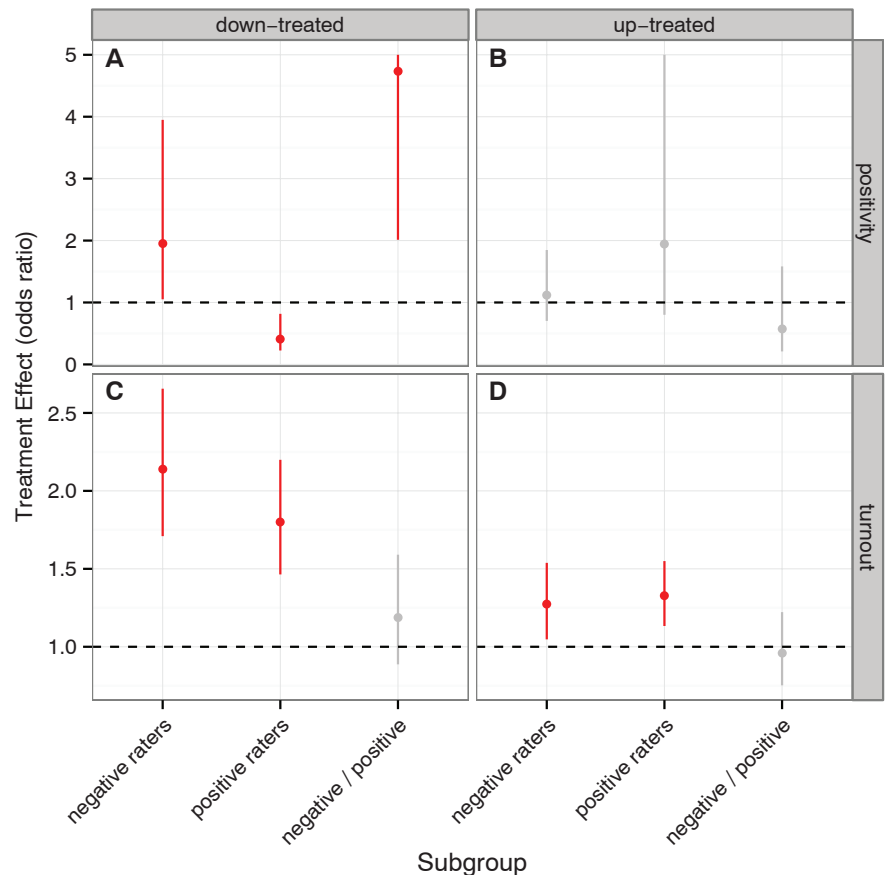 down-treated
up-treated
A
B
5
4
3
2
1
0
positivity
Treatment Effect (odds ratio)
C
D
2.5
2.0
1.5
1.0
turnout
negative raters
positive raters
negative / positive
negative raters
positive raters
negative / positive
Subgroup